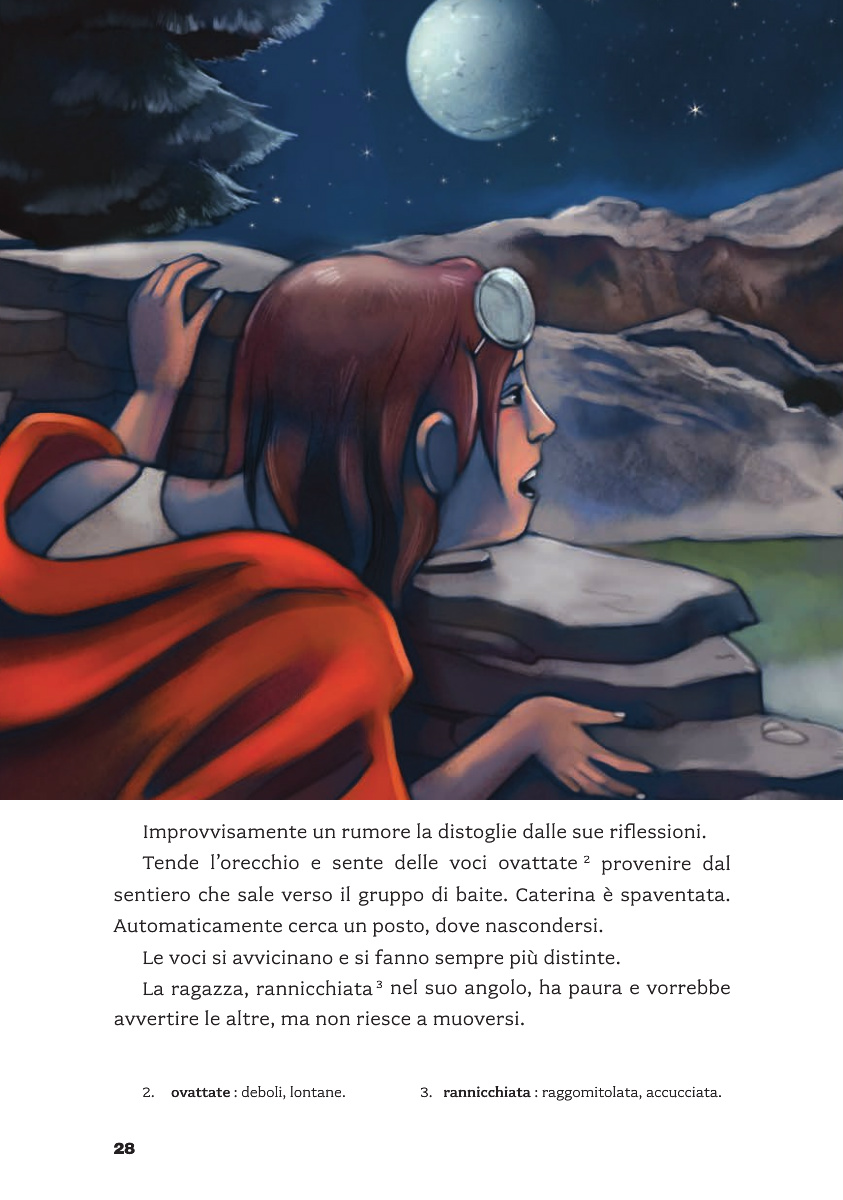 Improvvisamente un rumore la distoglie dalle sue riflessioni.
Tende l’orecchio e sente delle voci ovattate ² provenire dal
sentiero che sale verso il gruppo di baite. Caterina è spaventata.
Automaticamente cerca un posto, dove nascondersi.
Le voci si avvicinano e si fanno sempre più distinte.
La ragazza, rannicchiata ³ nel suo angolo, ha paura e vorrebbe
avvertire le altre, ma non riesce a muoversi.
2. ovattate : deboli, lontane.
3. rannicchiata : raggomitolata, accucciata.
28